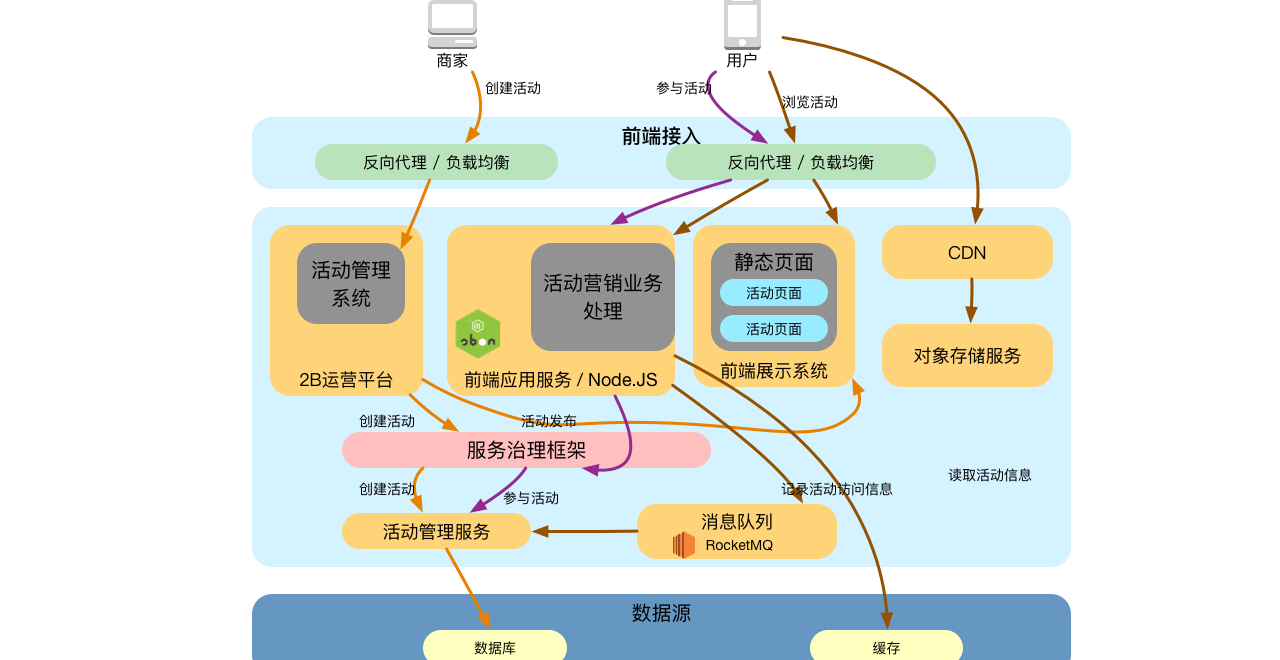 商家
用户
创建活动
参与活动
浏览活动
前端接入
反向代理 / 负载均衡
反向代理 / 负载均衡
活动管理
系统
2B运营平台
活动营销业务
处理
前端应用服务 / Node.JS
静态页面
活动页面
活动页面
前端展示系统
CDN
对象存储服务
创建活动
活动发布
服务治理框架
创建活动
参与活动
记录活动访问信息
读取活动信息
活动管理服务
消息队列
RocketMQ
数据源
数据库
缓存